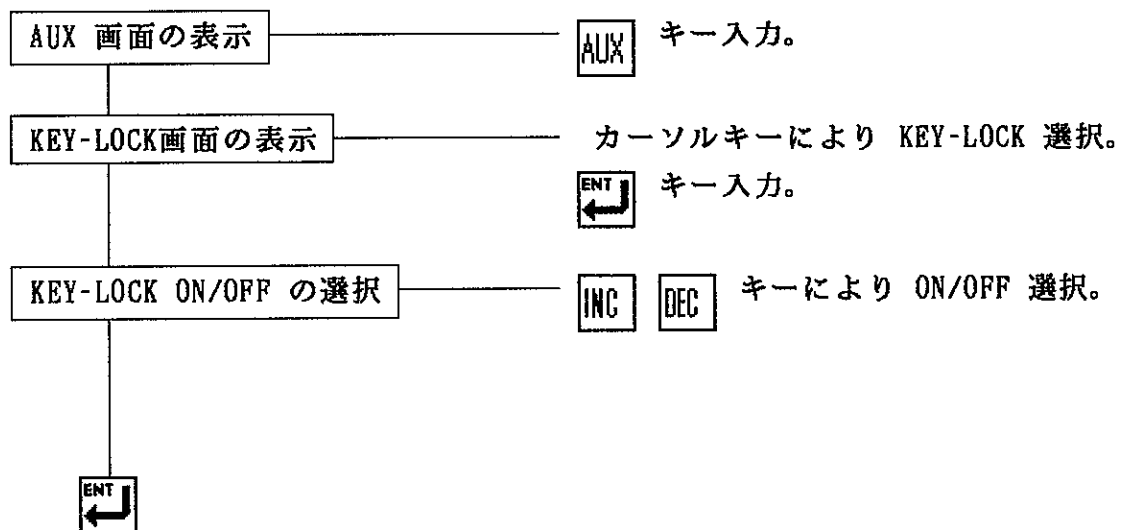 AUX 画面の表示
AUX キー入力。
KEY-LOCK画面の表示
カーソルキーにより KEY-LOCK 選択。
ENT キー入力。
KEY-LOCK ON/OFF の選択
INC DEC キーにより ON/OFF 選択。
ENT